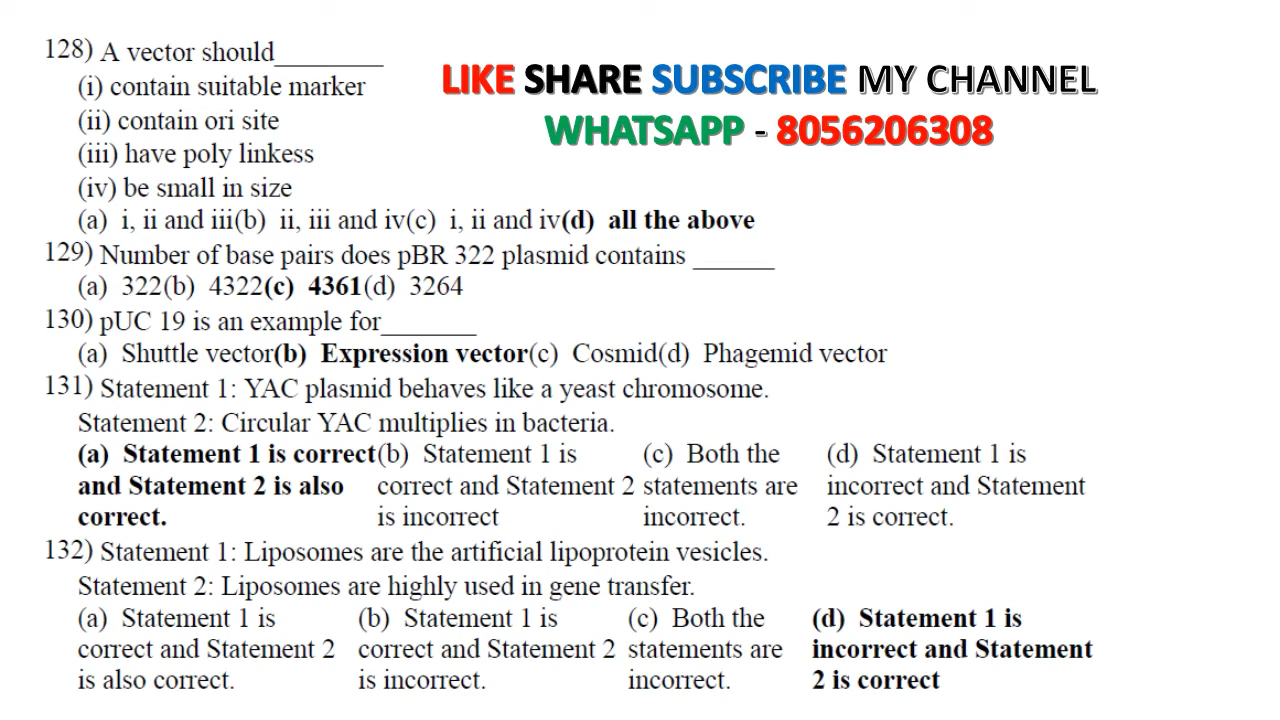 128) A vector should________
LIKE SHARE SUBSCRIBE MY CHANNEL
(i) contain suitable marker
WHATSAPP - 8056206308
(ii) contain ori site
(iii) have poly linkess
(iv) be small in size
(a) i, ii and iii(b) ii, iii and iv(c) i, ii and iv(d) all the above
129) Number of base pairs does pBR 322 plasmid contains ______
(a) 322(b) 4322(c) 4361(d) 3264
130) pUC 19 is an example for_______
(a) Shuttle vector(b) Expression vector(c) Cosmid(d) Phagemid vector
131) Statement 1: YAC plasmid behaves like a yeast chromosome.
Statement 2: Circular YAC multiplies in bacteria.
(a) Statement 1 is correct(b) Statement 1 is (c) Both the (d) Statement 1 is
and Statement 2 is also correct and Statement 2 statements are incorrect and Statement
correct. is incorrect incorrect. 2 is correct.
132) Statement 1: Liposomes are the artificial lipoprotein vesicles.
Statement 2: Liposomes are highly used in gene transfer.
(a) Statement 1 is (b) Statement 1 is (c) Both the (d) Statement 1 is
correct and Statement 2 correct and Statement 2 statements are incorrect and Statement
is also correct. is incorrect. incorrect. 2 is correct